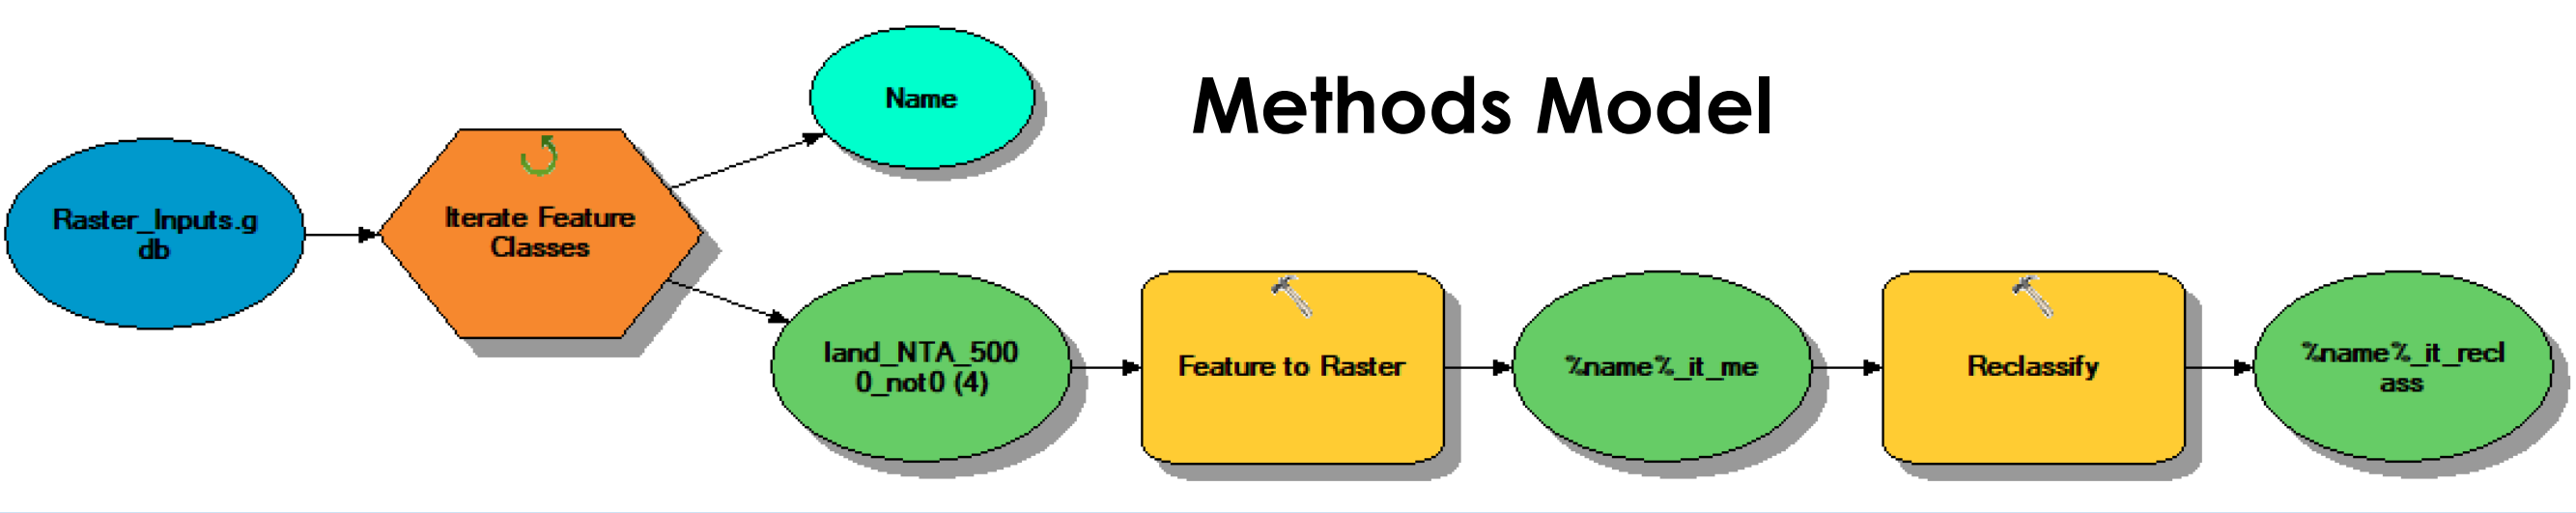 Methods Model
Name
Raster_Inputs.g
db
Iterate Feature
Classes
land_NTA_500
0_not0 (4)
Feature to Raster
%name%_it_me
Reclassify
%name%_it_recl
ass